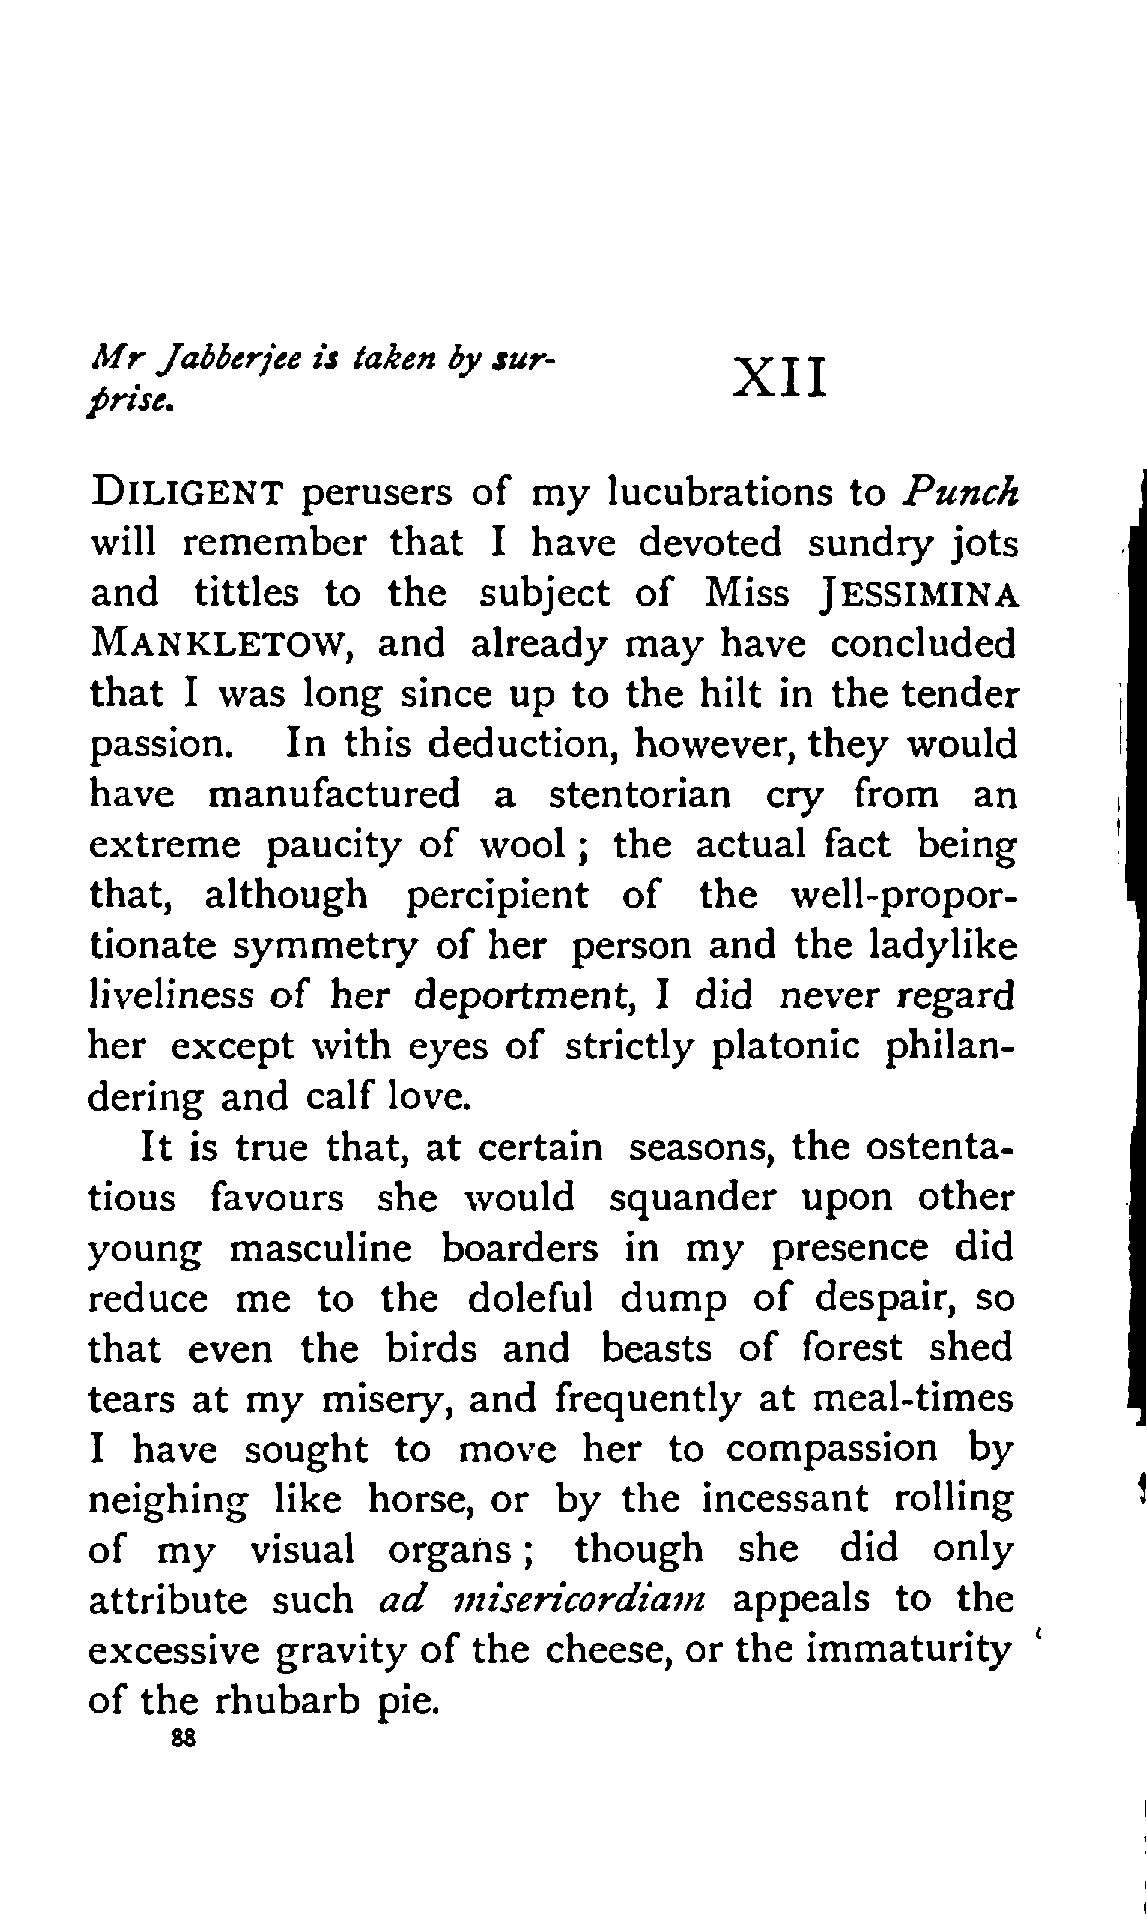 Mr Jabberjee is taken by sur-
prise.
XII
DILIGENT perusers of my lucubrations to Punch
will remember that I have devoted sundry jots
and tittles to the subject of Miss JESSIMINA
MANKLETOW, and already may have concluded
that I was long since up to the hilt in the tender
passion. In this deduction, however, they would
have manufactured a stentorian cry from an
extreme paucity of wool ; the actual fact being
that, although percipient of the well-propor-
tionate symmetry of her person and the ladylike
liveliness of her deportment, I did never regard
her except with eyes of strictly platonic philan-
dering and calf love.
It is true that, at certain seasons, the ostenta-
tious favours she would squander upon other
young masculine boarders in my presence did
reduce me to the doleful dump of despair, so
that even the birds and beasts of forest shed
tears at my misery, and frequently at meal-times
I have sought to move her to compassion by
neighing like horse, or by the incessant rolling
of my visual organs ; though she did only
attribute such ad misericordiam appeals to the
excessive gravity of the cheese, or the immaturity
of the rhubarb pie.
88